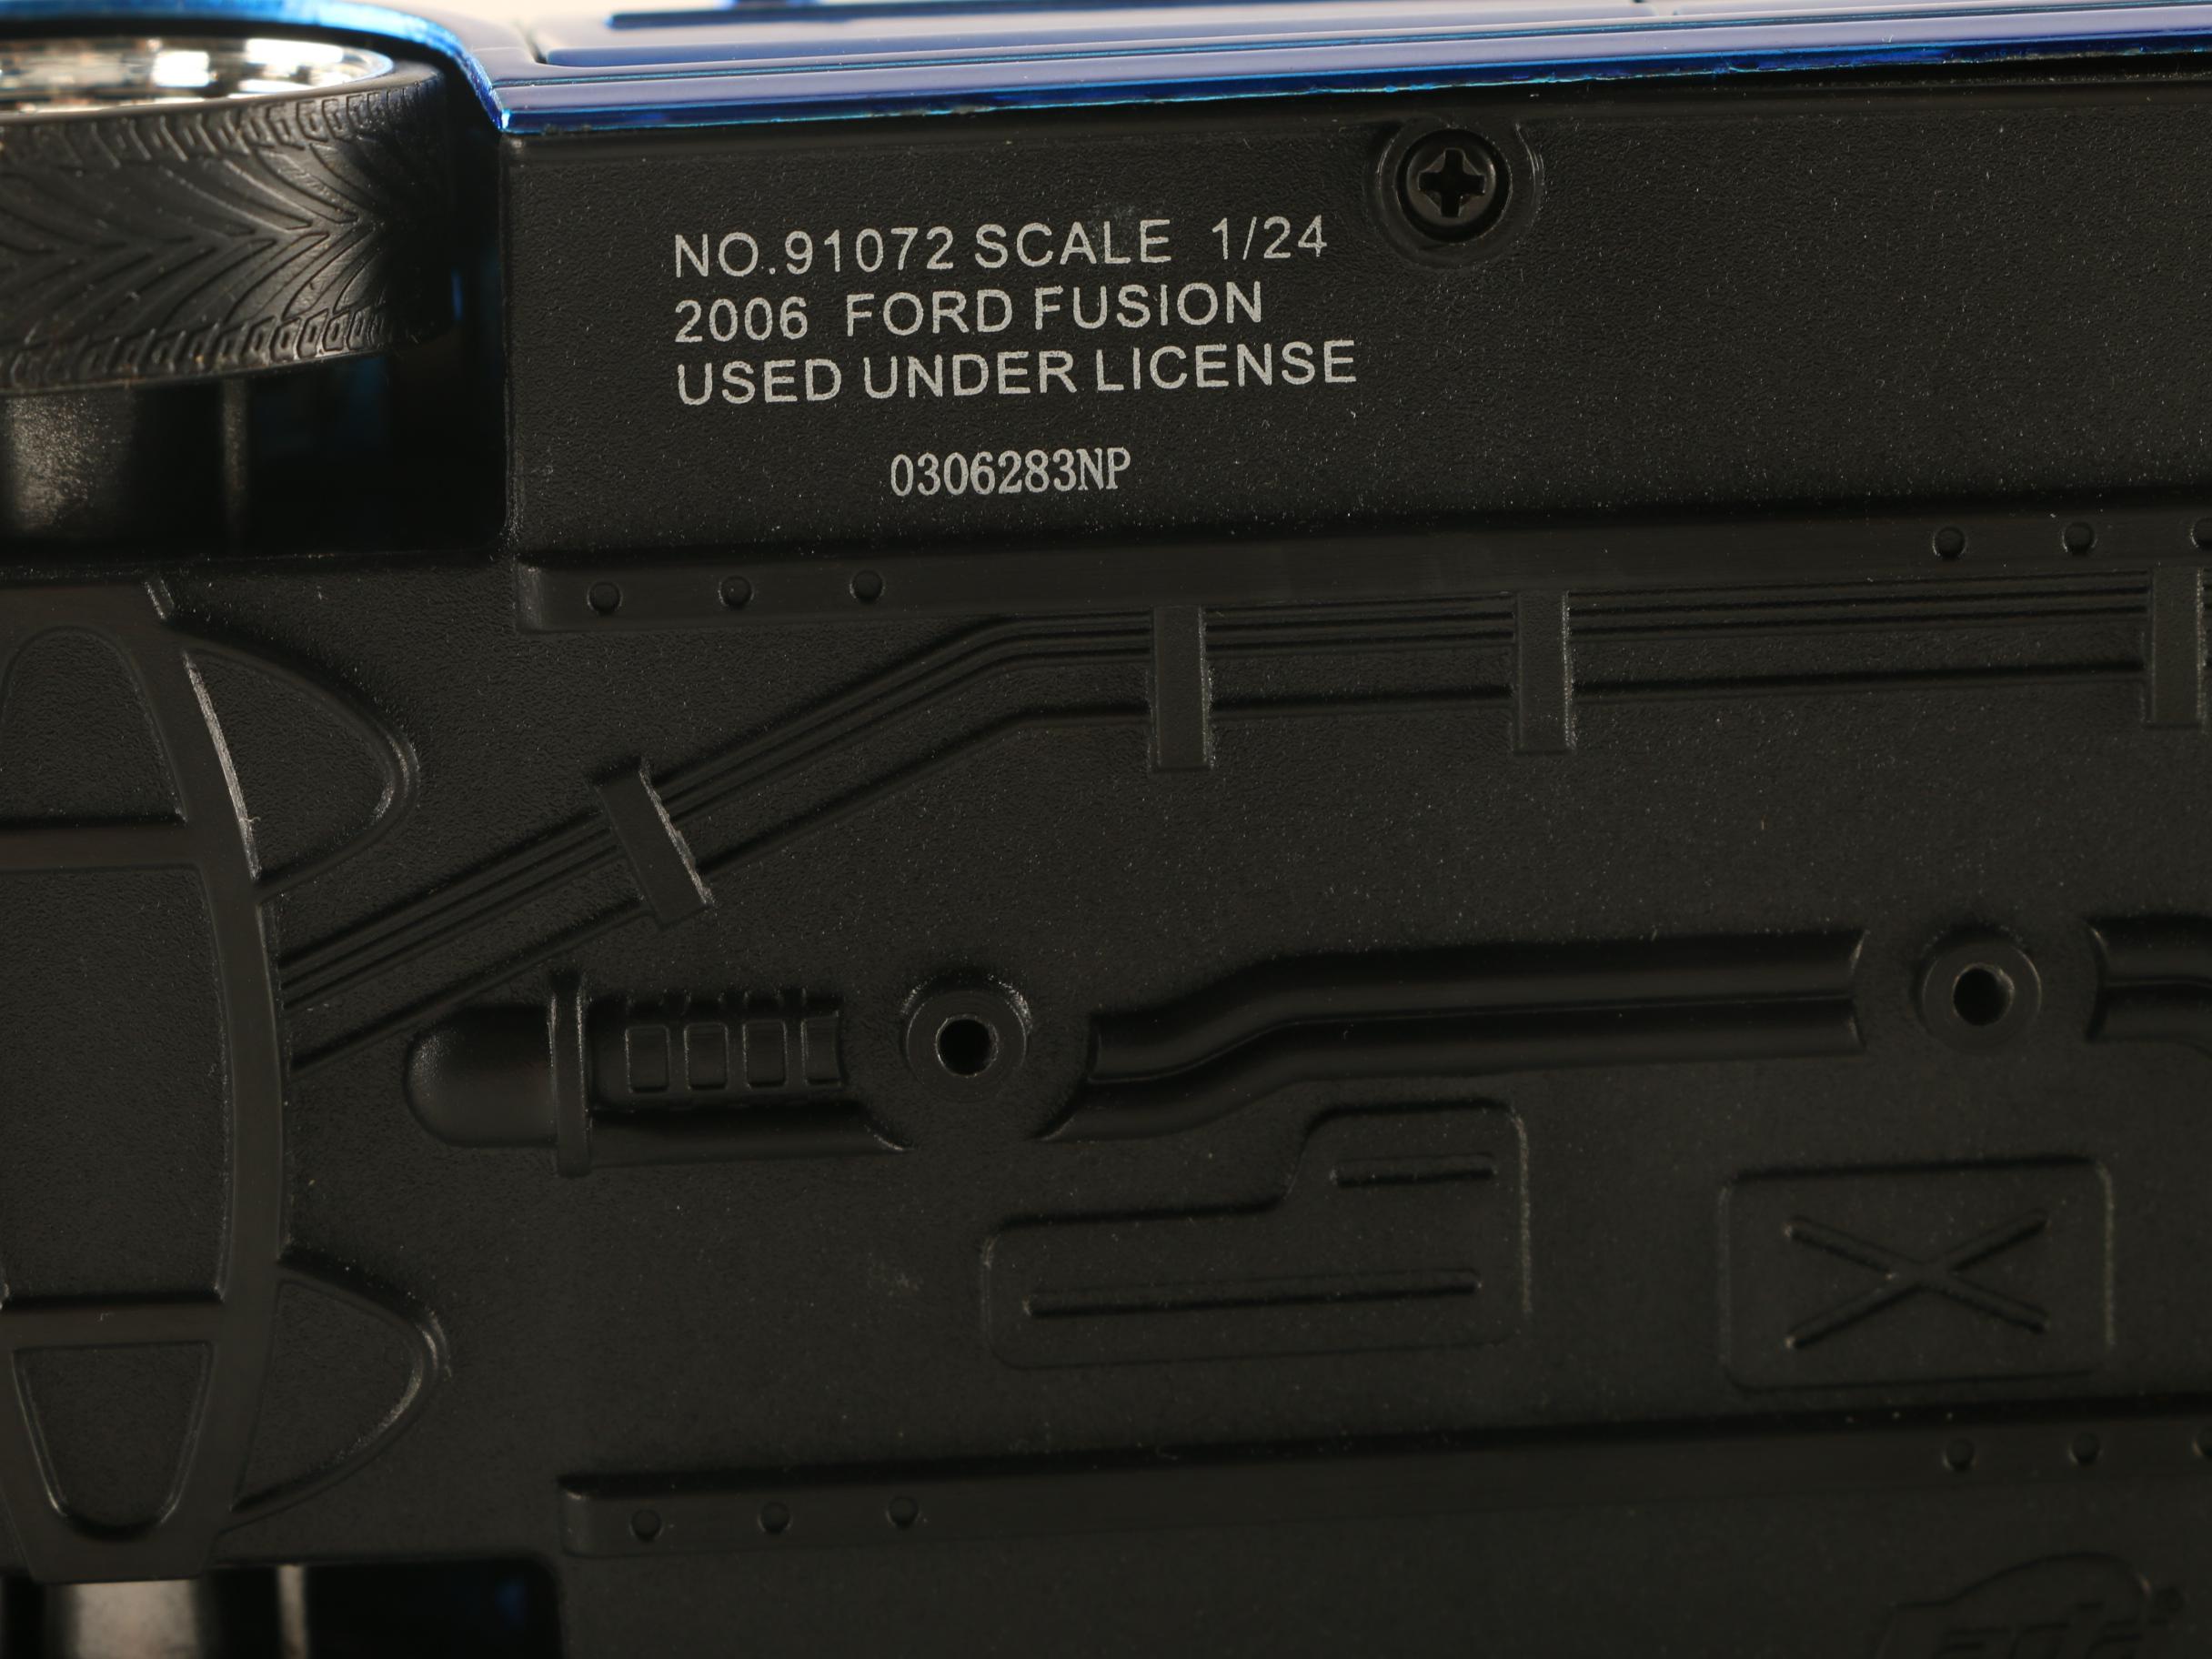 NO.91072 SCALE 1/24
2006 FORD FUSION
USED UNDER LICENSE
0306283NP